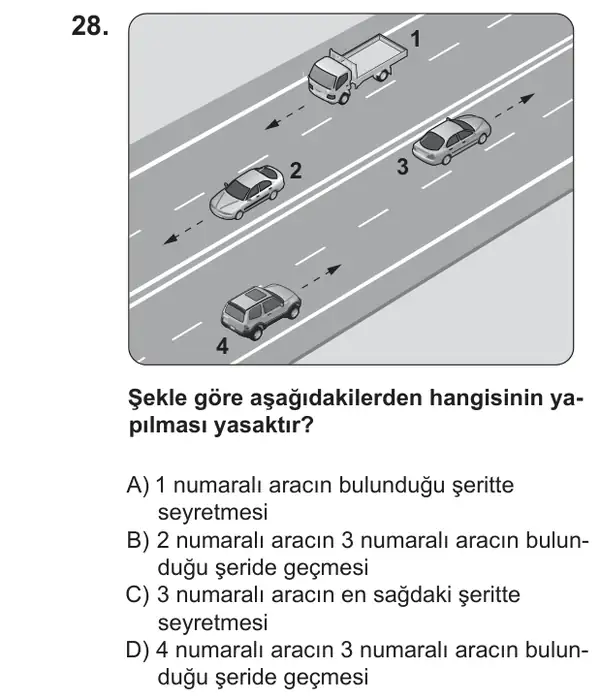 28.
1
2
3
4
Şekle göre aşağıdakilerden hangisinin ya-
pılması yasaktır?
A) 1 numaralı aracın bulunduğu şeritte
seyretmesi
B) 2 numaralı aracın 3 numaralı aracın bulun-
duğu şeride geçmesi
C) 3 numaralı aracın en sağdaki şeritte
seyretmesi
D) 4 numaralı aracın 3 numaralı aracın bulun-
duğu şeride geçmesi